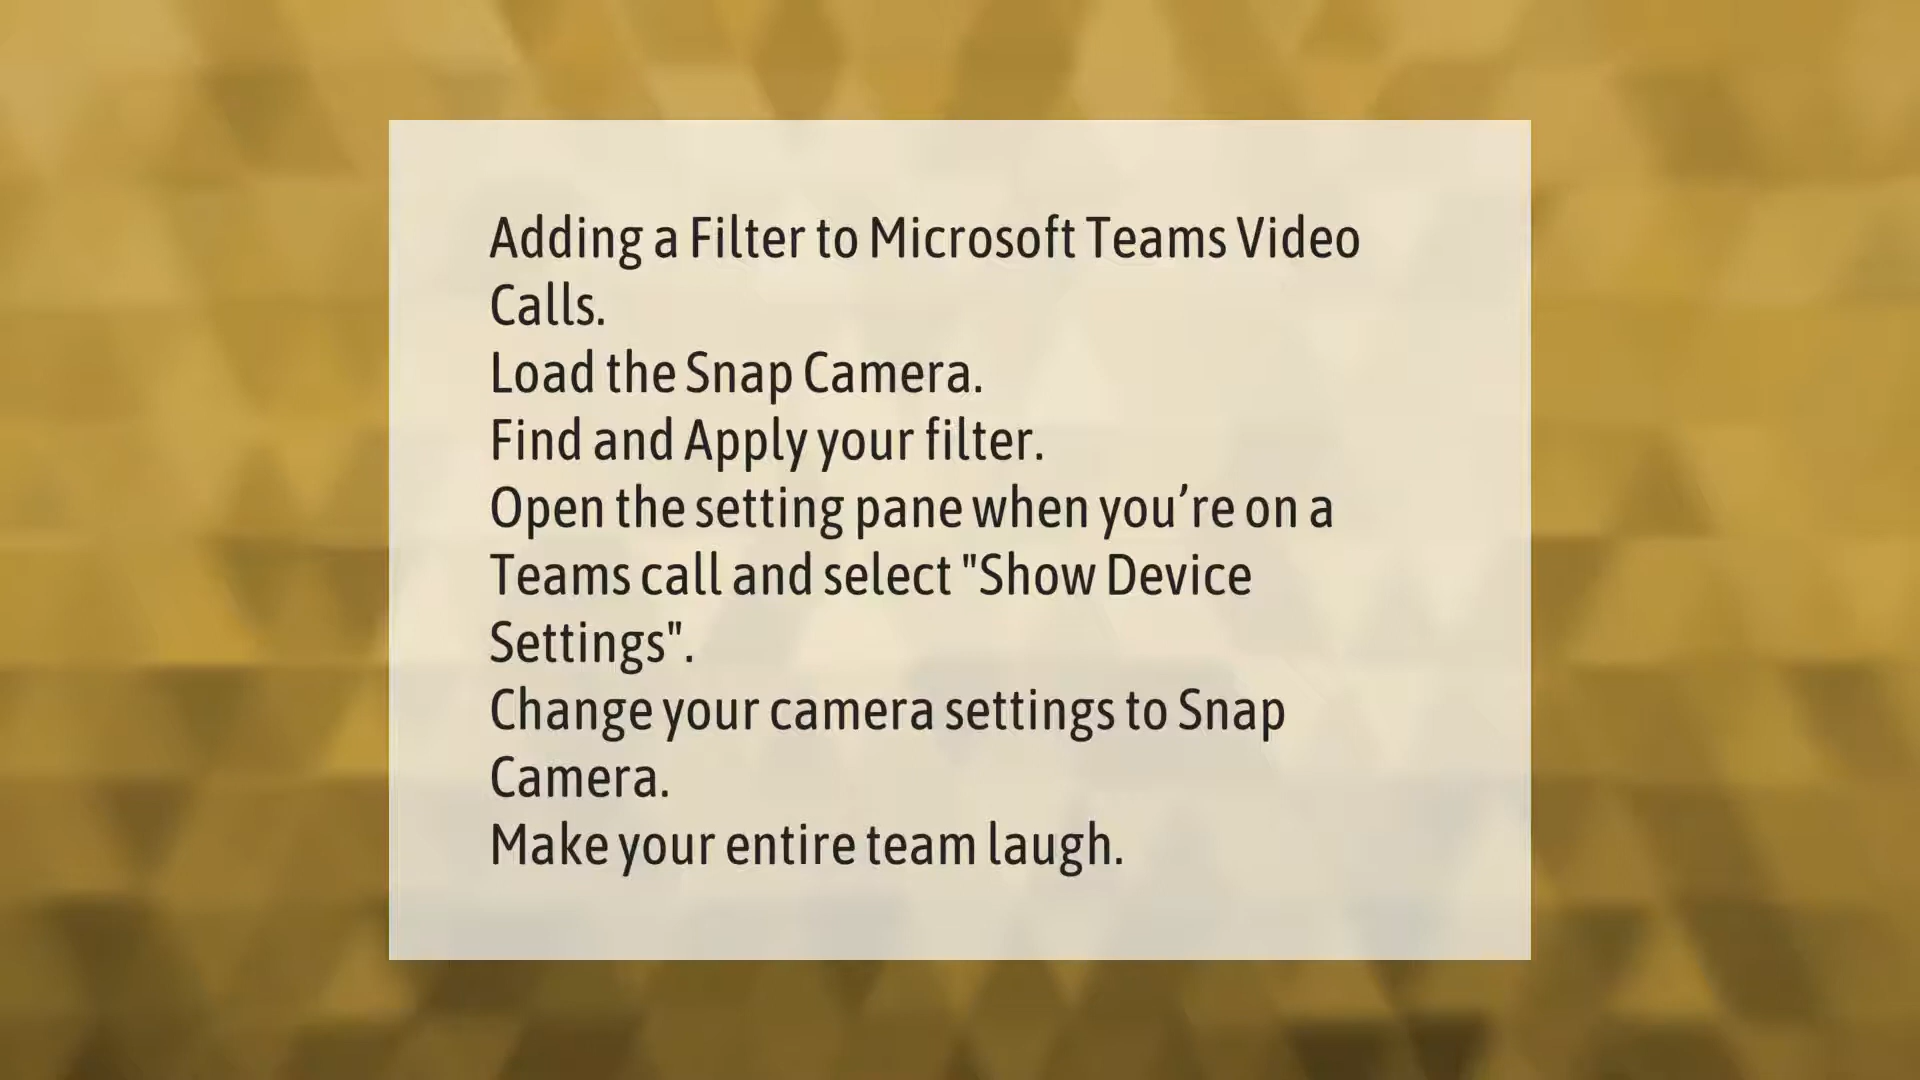 Adding a Filter to Microsoft Teams Video
Calls.
Load the Snap Camera.
Find and Apply your filter.
Open the setting pane when you’re on a
Teams call and select "Show Device
Settings".
Change your camera settings to Snap
Camera.
Make your entire team laugh.